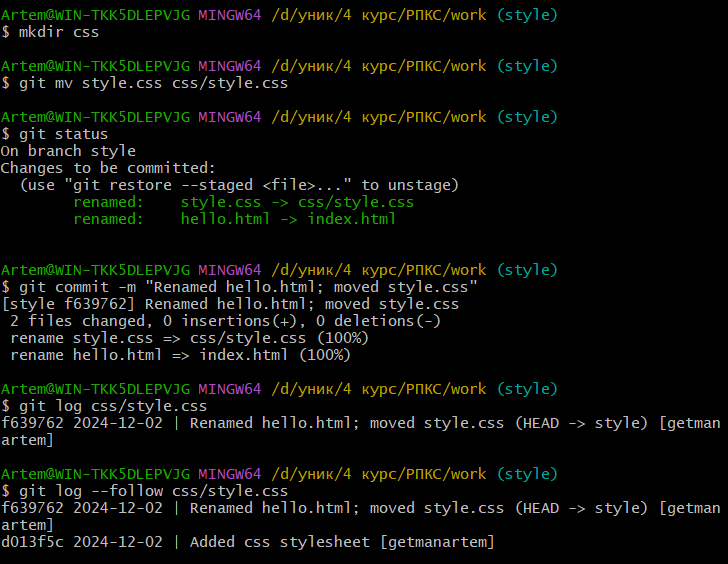 Artem@WIN-TKK5DLEPVJG MINGW64 /d/уник/4 курс/РПКС/work (style)
$ mkdir css
Artem@WIN-TKK5DLEPVJG MINGW64 /d/уник/4 курс/РПКС/work (style)
$ git mv style.css css/style.css
Artem@WIN-TKK5DLEPVJG MINGW64 /d/уник/4 курс/РПКС/work (style)
$ git status
On branch style
Changes to be committed:
  (use "git restore --staged <file>..." to unstage)
        renamed:    style.css -> css/style.css
        renamed:    hello.html -> index.html
Artem@WIN-TKK5DLEPVJG MINGW64 /d/уник/4 курс/РПКС/work (style)
$ git commit -m "Renamed hello.html; moved style.css"
[style f639762] Renamed hello.html; moved style.css
 2 files changed, 0 insertions(+), 0 deletions(-)
 rename style.css => css/style.css (100%)
 rename hello.html => index.html (100%)
Artem@WIN-TKK5DLEPVJG MINGW64 /d/уник/4 курс/РПКС/work (style)
$ git log css/style.css
f639762 2024-12-02 | Renamed hello.html; moved style.css (HEAD -> style) [getman
artem]
Artem@WIN-TKK5DLEPVJG MINGW64 /d/уник/4 курс/РПКС/work (style)
$ git log --follow css/style.css
f639762 2024-12-02 | Renamed hello.html; moved style.css (HEAD -> style) [getman
artem]
d013f5c 2024-12-02 | Added css stylesheet [getmanartem]